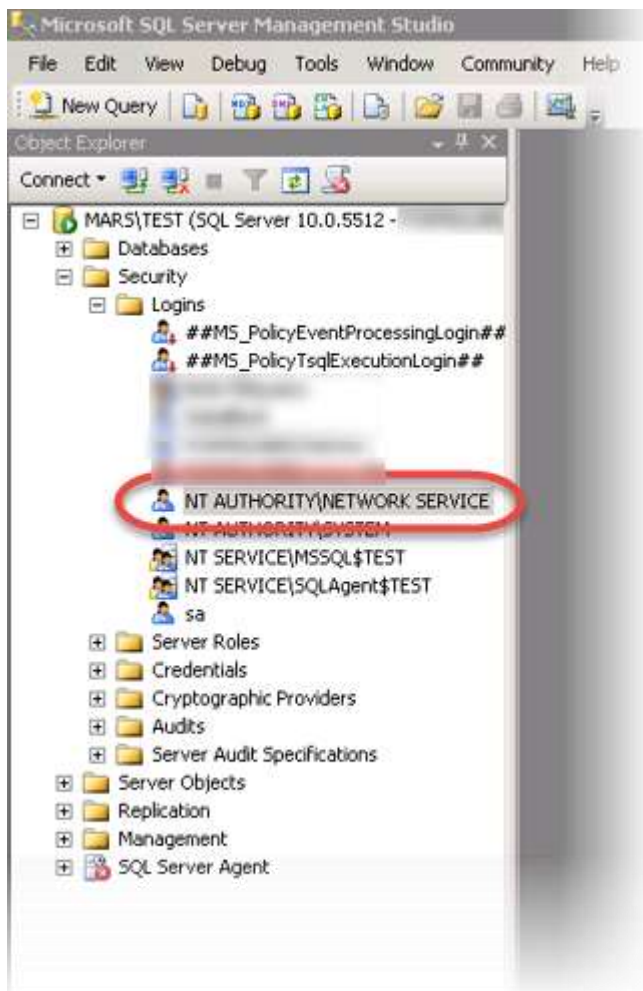 Microsoft SQL Server Management Studio
File Edit View Debug Tools Window Community Help
New Query
Object Explorer
Connect
MARS\TEST (SQL Server 10.0.5512 -
Databases
Security
Logins
##MS_PolicyEventProcessingLogin##
##MS_PolicyTsqlExecutionLogin##
NT AUTHORITY\NETWORK SERVICE
NT AUTHORITY\SYSTEM
NT SERVICE\MSSQL$TEST
NT SERVICE\SQLAgent$TEST
sa
Server Roles
Credentials
Cryptographic Providers
Audits
Server Audit Specifications
Server Objects
Replication
Management
SQL Server Agent